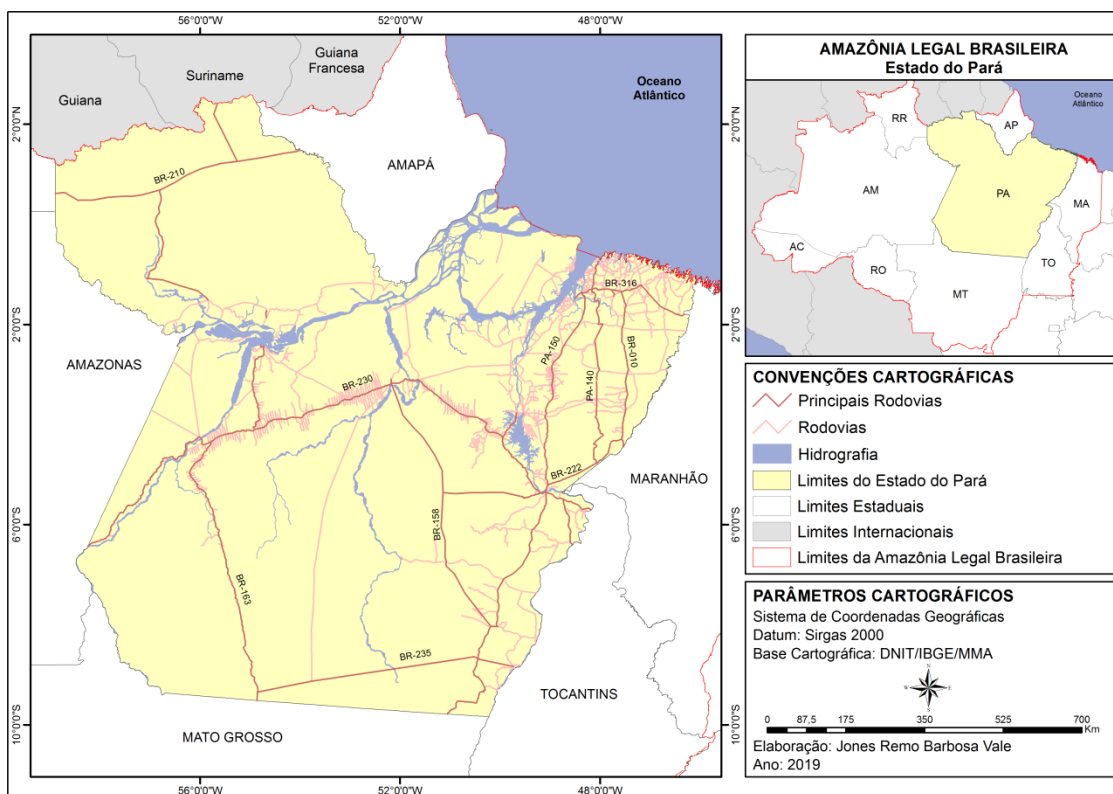 56°0'0"W
52°0'0"W
48°0'0"W
Guiana
Suriname
Guiana
Francesa
Oceano
Atlântico
2°0'0"N
AMAPÁ
BR-210
BR-316
2°0'0"S
AMAZONAS
PA-150
BR-010
PA-140
BR-230
BR-222
MARANHÃO
BR-158
6°0'0"S
BR-163
BR-235
TOCANTINS
10°0'0"S
MATO GROSSO
56°0'0"W
52°0'0"W
48°0'0"W
AMAZÔNIA LEGAL BRASILEIRA
Estado do Pará
Oceano
Atlântico
RR
AP
AM
PA
MA
AC
RO
TO
MT
2°0'0"N
2°0'0"S
6°0'0"S
10°0'0"S
CONVENÇÕES CARTOGRÁFICAS
Principais Rodovias
Rodovias
Hidrografia
Limites do Estado do Pará
Limites Estaduais
Limites Internacionais
Limites da Amazônia Legal Brasileira
PARÂMETROS CARTOGRÁFICOS
Sistema de Coordenadas Geográficas
Datum: Sirgas 2000
Base Cartográfica: DNIT/IBGE/MMA
N
W E
S
0 87,5 175 350 525 700
Km
Elaboração: Jones Remo Barbosa Vale
Ano: 2019